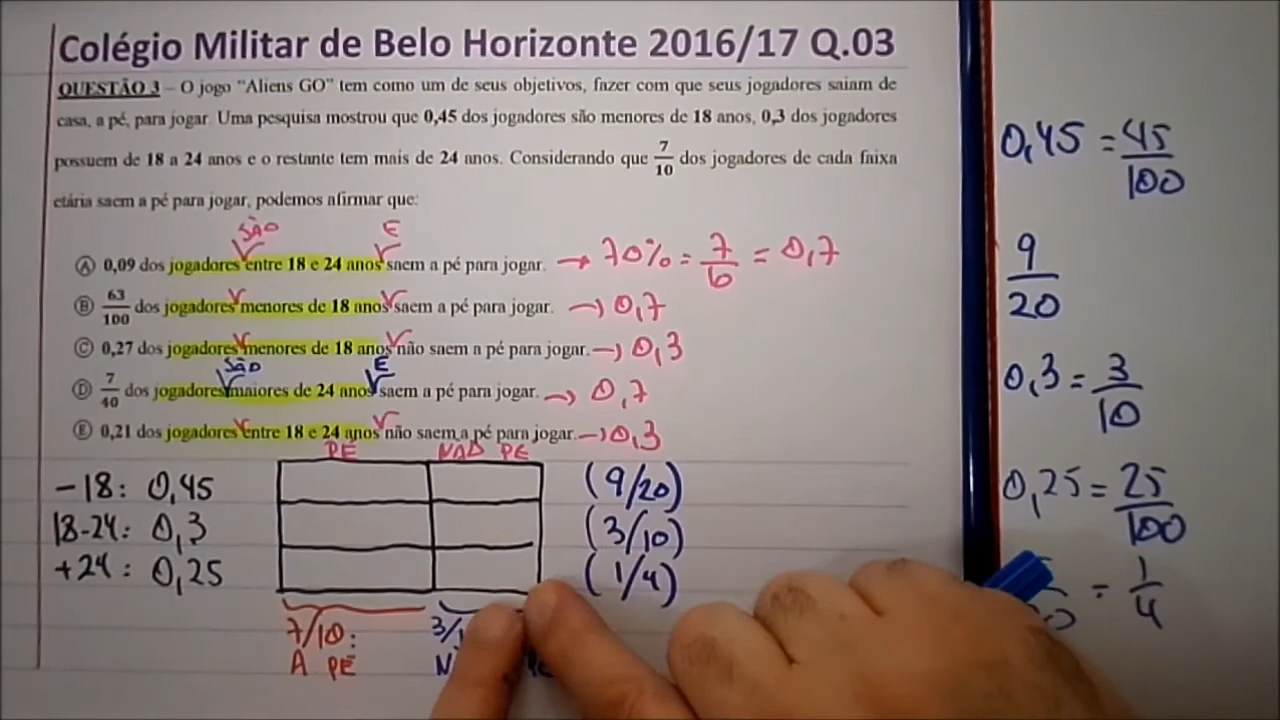 Colégio Militar de Belo Horizonte 2016/17 Q.03
QUESTÃO 3 – O jogo “Aliens GO” tem como um de seus objetivos, fazer com que seus jogadores saiam de
casa, a pé, para jogar. Uma pesquisa mostrou que 0,45 dos jogadores são menores de 18 anos, 0,3 dos jogadores
possuem de 18 a 24 anos e o restante tem mais de 24 anos. Considerando que 7/10 dos jogadores de cada faixa
etária saem a pé para jogar, podemos afirmar que:
SÃO E
A 0,09 dos jogadores entre 18 e 24 anos saem a pé para jogar. → 70% = 7/6 = 0,7
B 63/100 dos jogadores menores de 18 anos saem a pé para jogar. → 0,7
C 0,27 dos jogadores menores de 18 anos não saem a pé para jogar. → 0,3
SÃO E
D 7/40 dos jogadores maiores de 24 anos saem a pé para jogar. → 0,7
E 0,21 dos jogadores entre 18 e 24 anos não saem a pé para jogar. → 0,3
PÉ NÃO PÉ
-18: 0,45 (9/20)
18-24: 0,3 (3/10)
+24: 0,25 (1/4)
7/10:
A PÉ
0,45 = 45/100
9/20
0,3 = 3/10
0,25 = 25/100
= 1/4